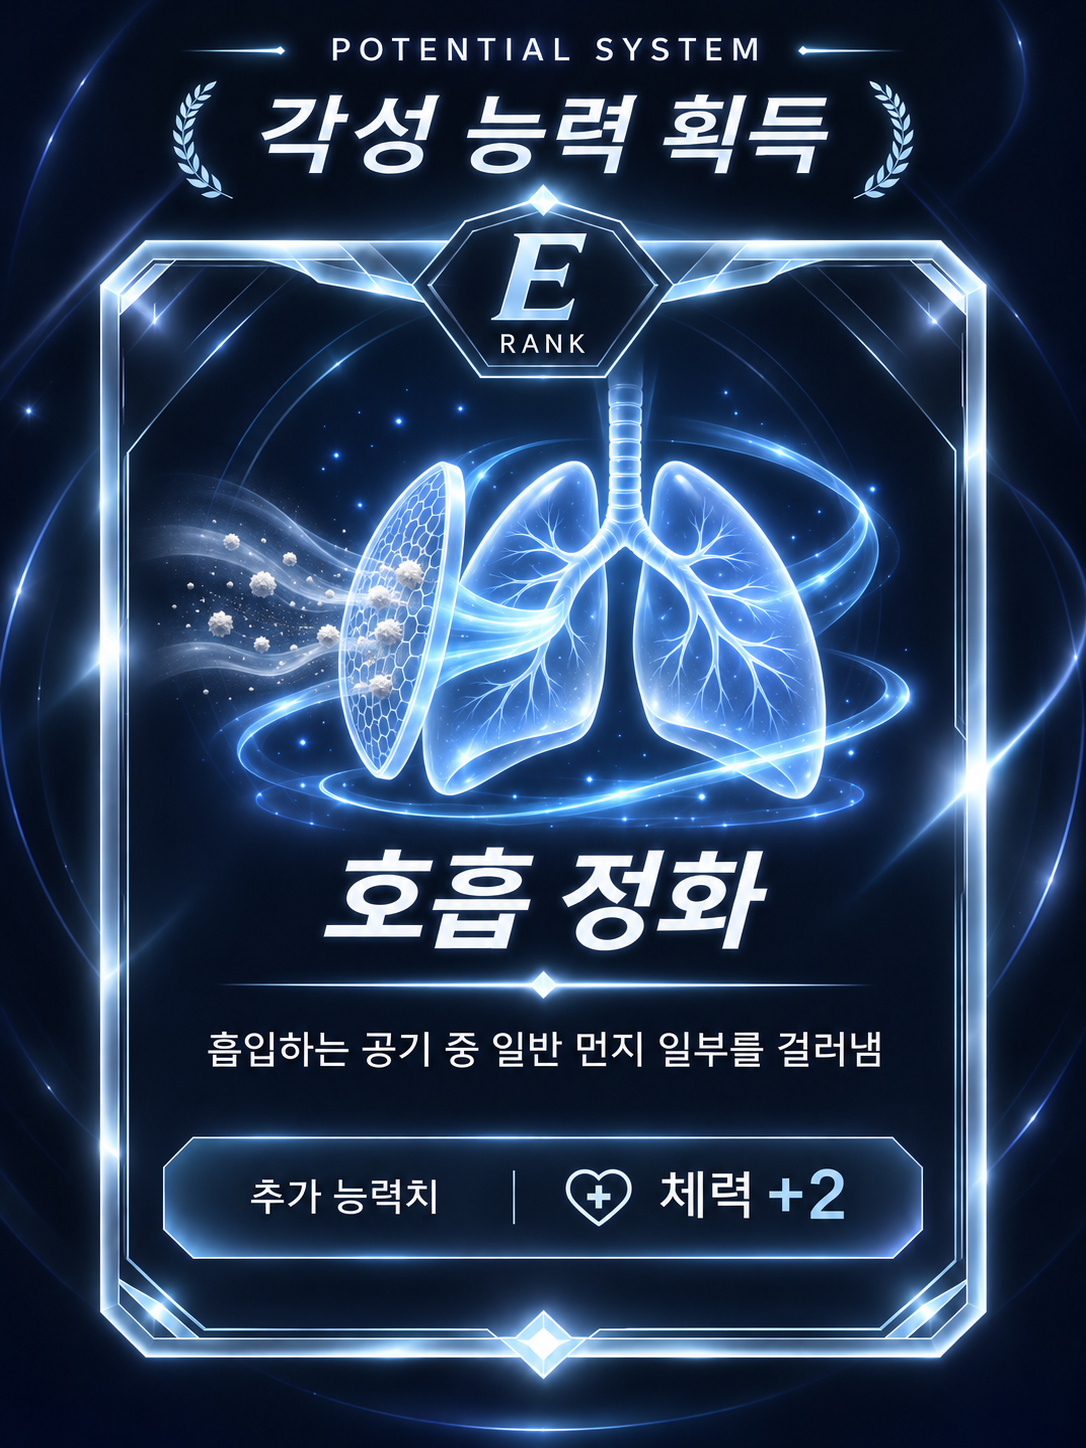 POTENTIAL SYSTEM
각성 능력 획득
E
RANK
호흡 정화
흡입하는 공기 중 일반 먼지 일부를 걸러냄
추가 능력치
체력 +2